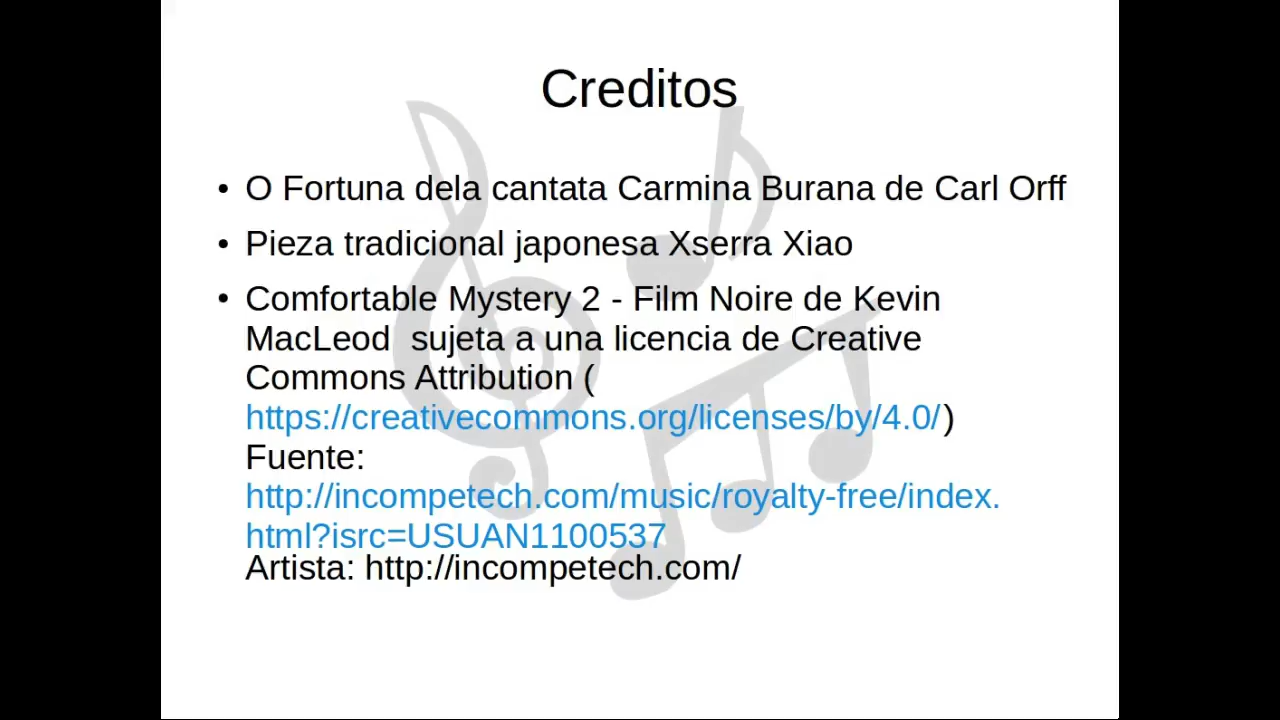 Creditos
• O Fortuna dela cantata Carmina Burana de Carl Orff
• Pieza tradicional japonesa Xserra Xiao
• Comfortable Mystery 2 - Film Noire de Kevin
MacLeod  sujeta a una licencia de Creative
Commons Attribution (
https://creativecommons.org/licenses/by/4.0/)
Fuente:
http://incompetech.com/music/royalty-free/index.
html?isrc=USUAN1100537
Artista: http://incompetech.com/